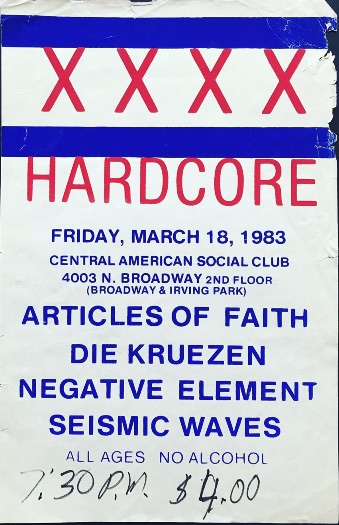 X X X X
HARDCORE
FRIDAY, MARCH 18, 1983
CENTRAL AMERICAN SOCIAL CLUB
4003 N. BROADWAY 2ND FLOOR
(BROADWAY & IRVING PARK)
ARTICLES OF FAITH
DIE KRUEZEN
NEGATIVE ELEMENT
SEISMIC WAVES
ALL AGES NO ALCOHOL
7:30 P.M. $4.00